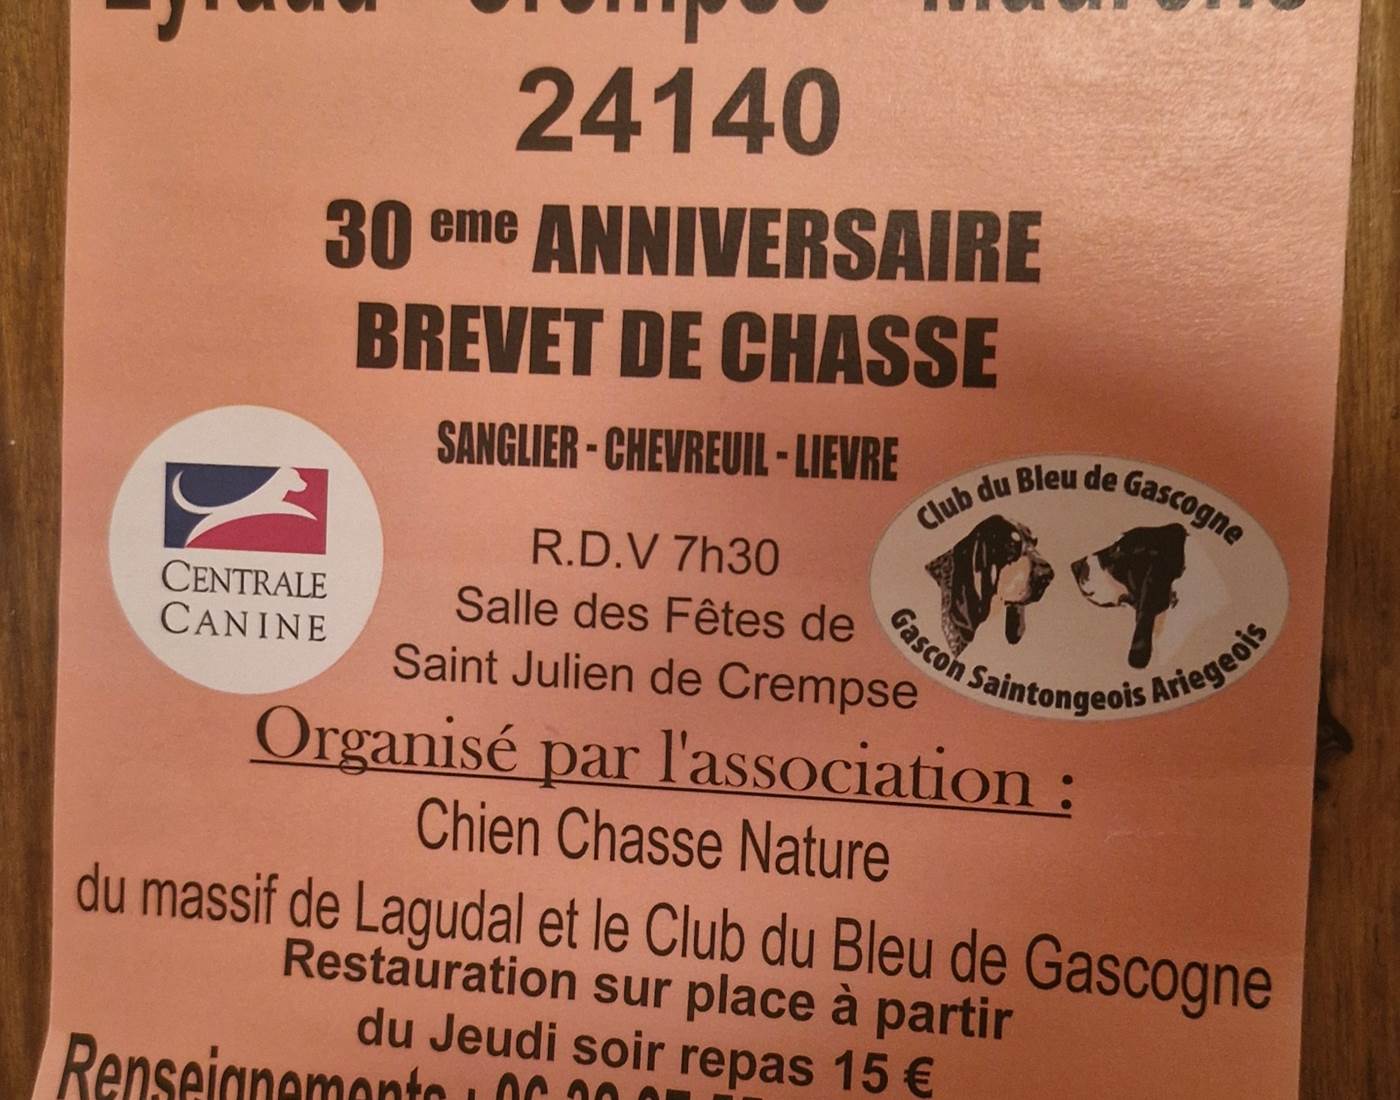 24140
30 eme ANNIVERSAIRE
BREVET DE CHASSE
SANGLIER - CHEVREUIL - LIEVRE
CENTRALE
CANINE
R.D.V 7h30
Salle des Fêtes de
Saint Julien de Crempse
Club du Bleu de Gascogne
Gascon Saintongeois Ariegeois
Organisé par l'association :
Chien Chasse Nature
du massif de Lagudal et le Club du Bleu de Gascogne
Restauration sur place à partir
du Jeudi soir repas 15 €
Renseignements : 06